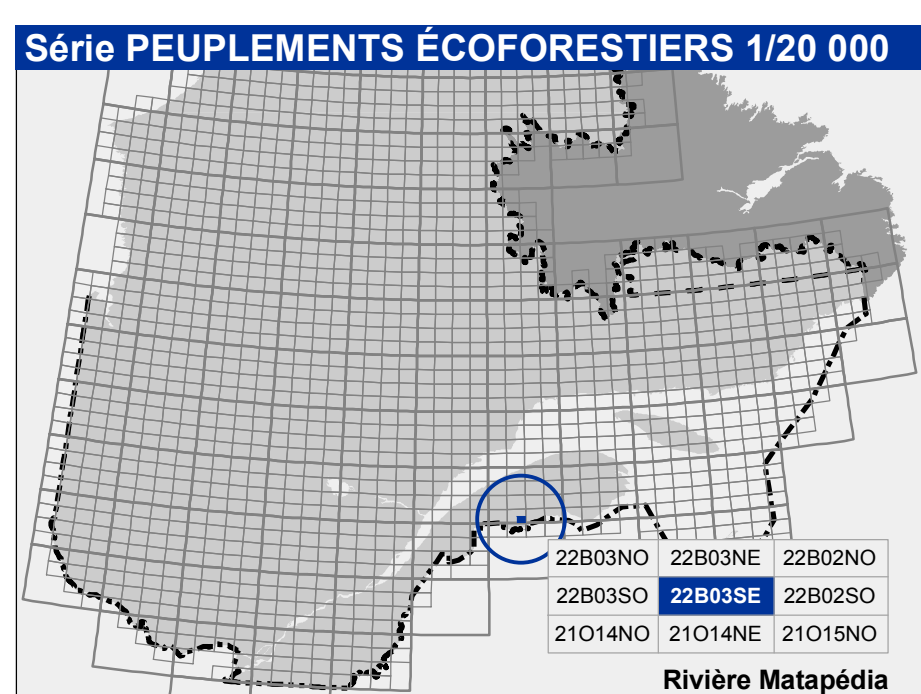 Série PEUPLEMENTS ÉCOFORESTIERS 1/20 000
22B03NO 22B03NE 22B02NO
22B03SO 22B03SE 22B02SO
21O14NO 21O14NE 21O15NO
Rivière Matapédia